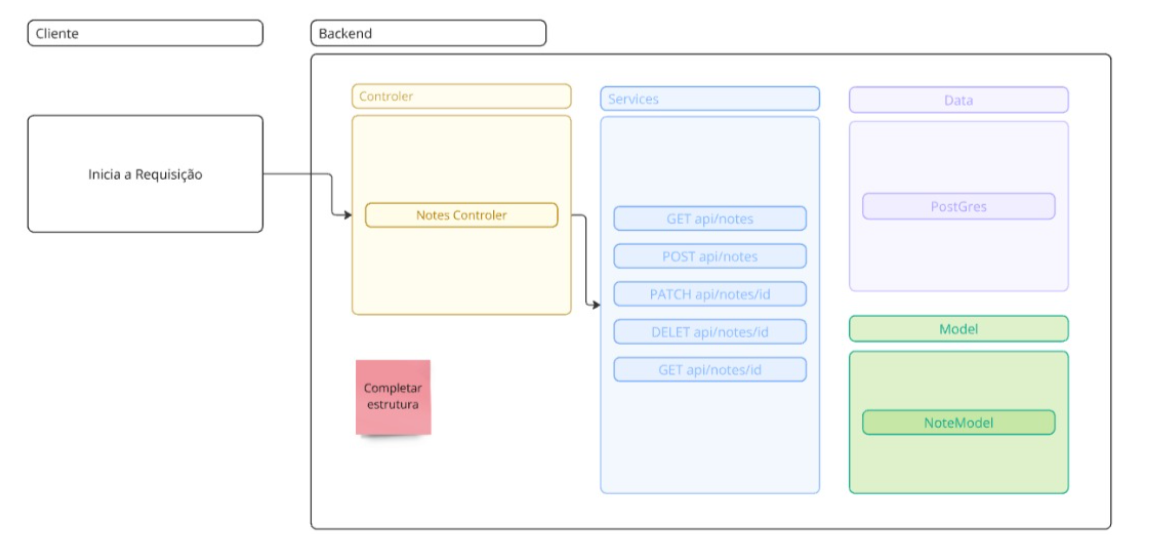 Cliente
Backend
Controler
Services
Data
Inicia a Requisição
Notes Controler
GET api/notes
POST api/notes
PATCH api/notes/id
DELET api/notes/id
GET api/notes/id
PostGres
Model
NoteModel
Completar
estrutura